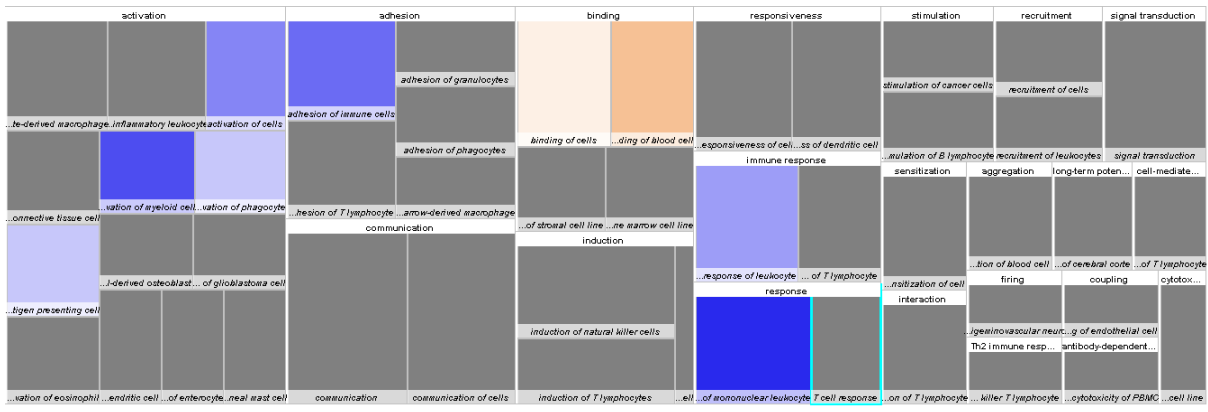 activation
adhesion
binding
responsiveness
stimulation
recruitment
signal transduction
...te-derived macrophage
...inflammatory leukocyte
activation of cells
...onnective tissue cell
...vation of myeloid cell
...vation of phagocyte
...tigen presenting cell
...l-derived osteoblast
... of glioblastoma cell
...vation of eosinophil
...endritic cell
...of enterocyte
...neal mast cell
adhesion of immune cells
adhesion of granulocytes
adhesion of phagocytes
...hesion of T lymphocyte
...arrow-derived macrophage
communication
communication
communication of cells
binding of cells
...ding of blood cell
...of stromal cell line
...ne marrow cell line
induction
induction of natural killer cells
induction of T lymphocytes
...ell
...esponsiveness of cell
...ss of dendritic cell
immune response
...response of leukocyte
... of T lymphocyte
response
...of mononuclear leukocyte
T cell response
stimulation of cancer cells
...mulation of B lymphocyte
recruitment of cells
recruitment of leukocytes
signal transduction
sensitization
...nsitization of cell
interaction
...on of T lymphocyte
aggregation
...tion of blood cell
long-term poten...
...of cerebral corte
cell-mediate...
...of T lymphocyte
firing
...igeminovascular neur
coupling
...g of endothelial cell
cytotox...
...cell line
Th2 immune resp...
... killer T lymphocyte
antibody-dependent...
...cytotoxicity of PBMC